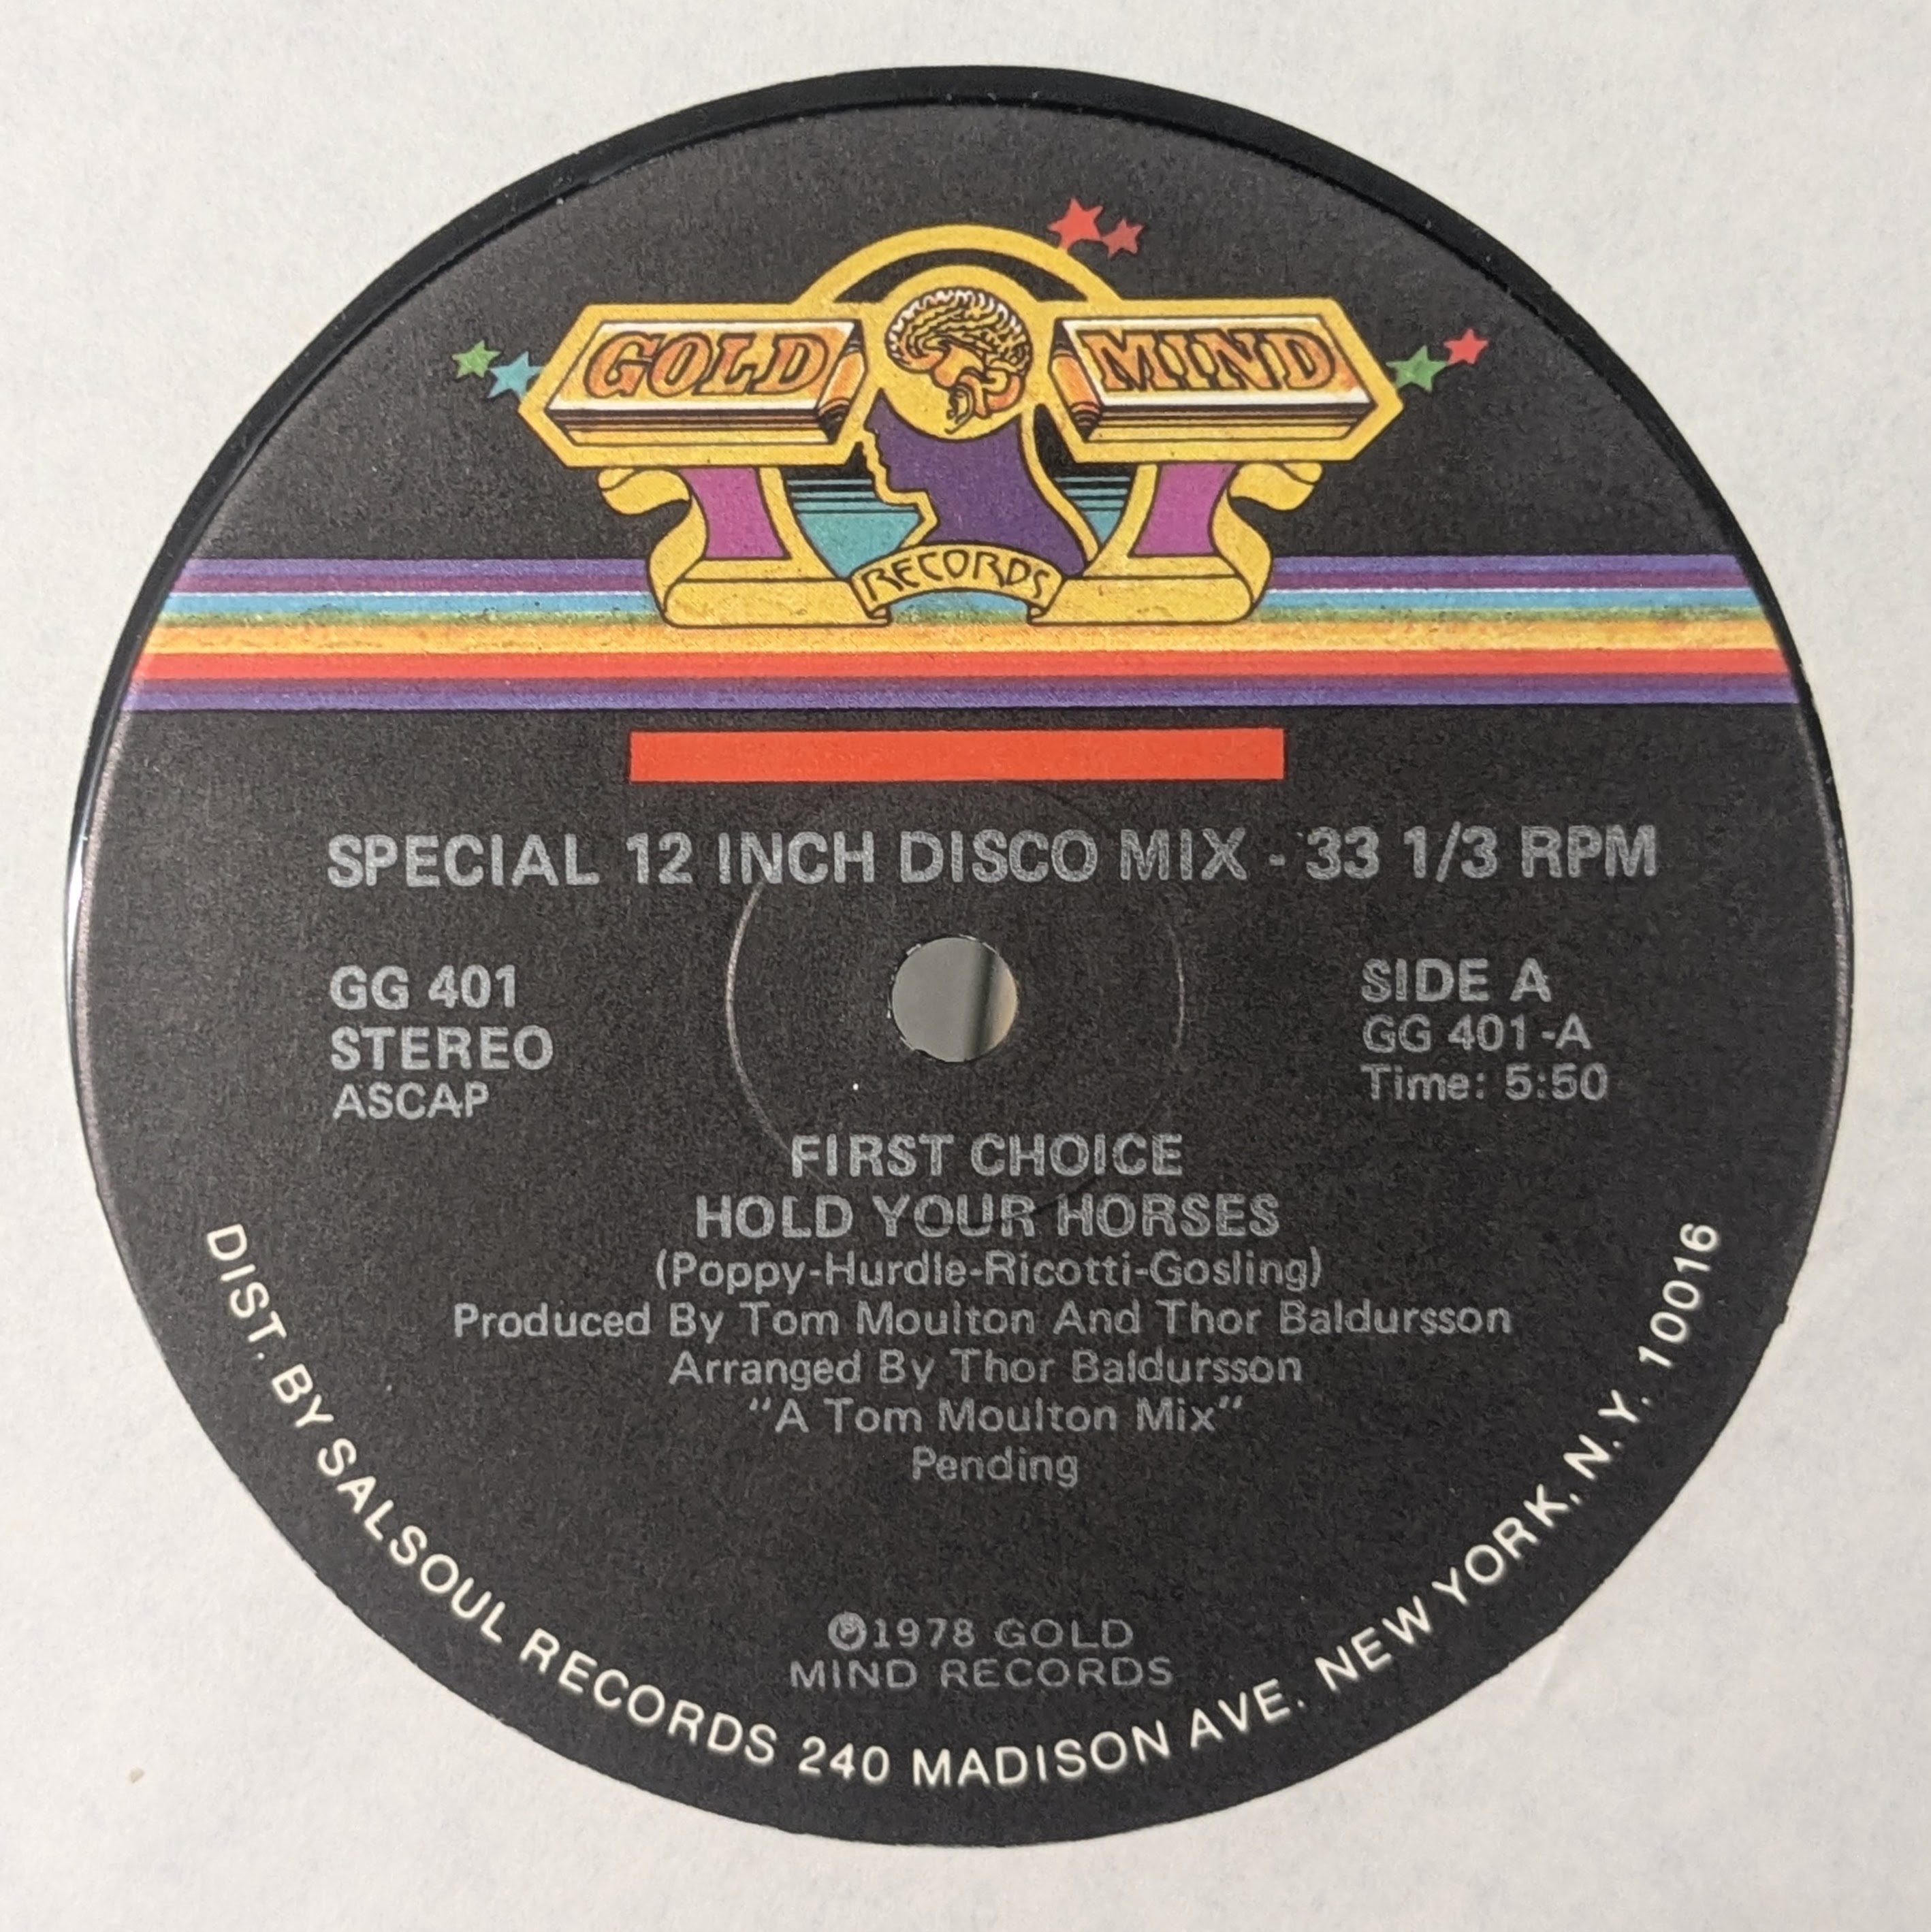 GOLD MIND
RECORDS
SPECIAL 12 INCH DISCO MIX - 33 1/3 RPM
GG 401
STEREO
ASCAP
SIDE A
GG 401-A
Time: 5:50
FIRST CHOICE
HOLD YOUR HORSES
(Poppy-Hurdle-Ricotti-Gosling)
Produced By Tom Moulton And Thor Baldursson
Arranged By Thor Baldursson
"A Tom Moulton Mix"
Pending
℗1978 GOLD
MIND RECORDS
DIST. BY SALSOUL RECORDS 240 MADISON AVE. NEW YORK, N.Y. 10016